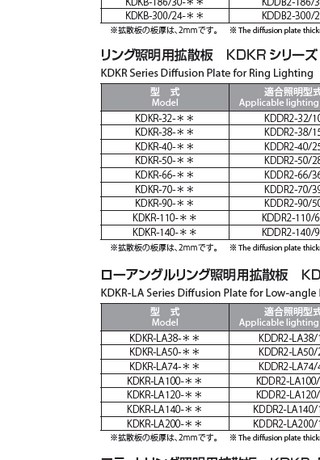 KDKB-186/30-＊＊ KDDB2-186/3
KDKB-300/24-＊＊ KDDB2-300/2
※拡散板の板厚は、2mmです。 ※ The diffusion plate thick
リング照明用拡散板 KDKR シリーズ
KDKR Series Diffusion Plate for Ring Lighting
型 式 適合照明型式
Model Applicable lighting
KDKR-32-＊＊ KDDR2-32/10
KDKR-38-＊＊ KDDR2-38/15
KDKR-40-＊＊ KDDR2-40/25
KDKR-50-＊＊ KDDR2-50/28
KDKR-66-＊＊ KDDR2-66/36
KDKR-70-＊＊ KDDR2-70/39
KDKR-90-＊＊ KDDR2-90/50
KDKR-110-＊＊ KDDR2-110/6
KDKR-140-＊＊ KDDR2-140/9
※拡散板の板厚は、2mmです。 ※ The diffusion plate thick
ローアングルリング照明用拡散板 KD
KDKR-LA Series Diffusion Plate for Low-angle
型 式 適合照明型式
Model Applicable lighting
KDKR-LA38-＊＊ KDDR2-LA38/
KDKR-LA50-＊＊ KDDR2-LA50/2
KDKR-LA74-＊＊ KDDR2-LA74/4
KDKR-LA100-＊＊ KDDR2-LA100/
KDKR-LA120-＊＊ KDDR2-LA120/
KDKR-LA140-＊＊ KDDR2-LA140/
KDKR-LA200-＊＊ KDDR2-LA200/
※拡散板の板厚は、2mmです。 ※ The diffusion plate thick